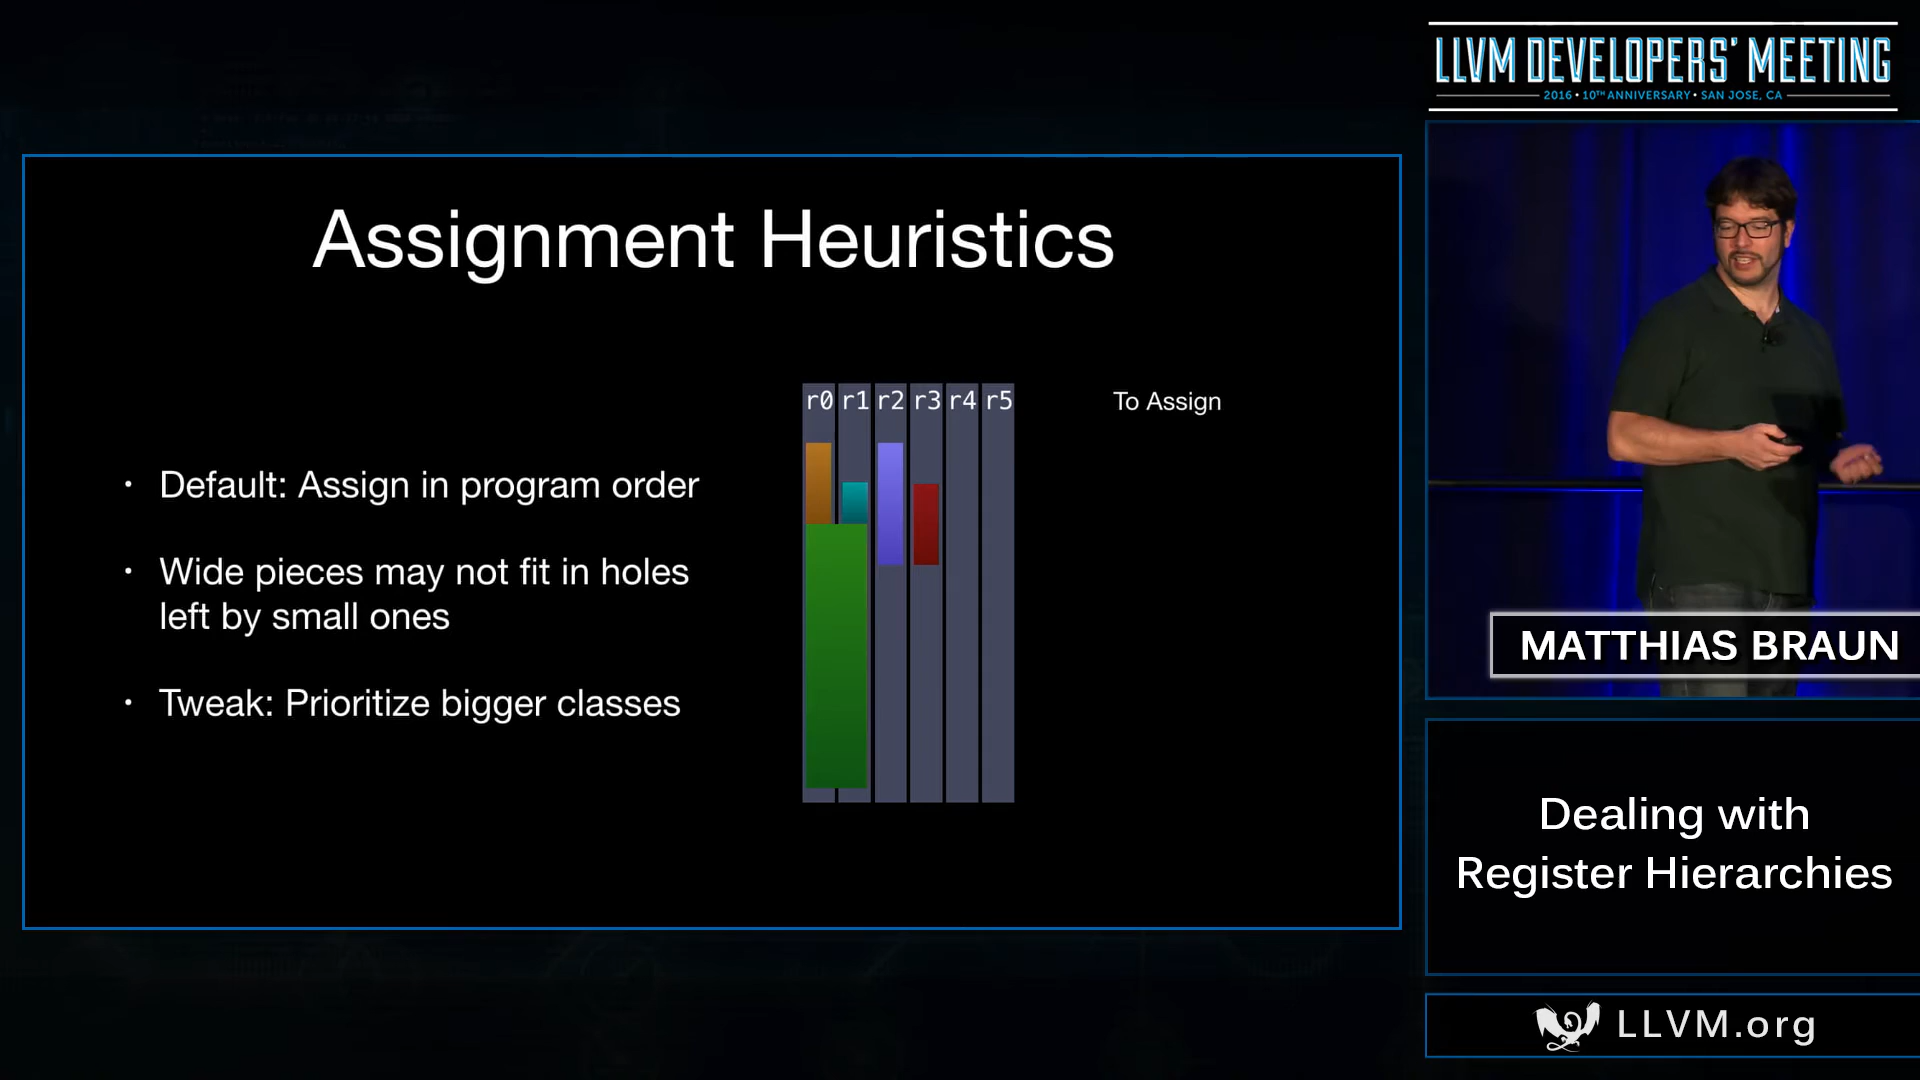 LLVM DEVELOPERS' MEETING
2016 • 10TH ANNIVERSARY • SAN JOSE, CA
Assignment Heuristics
r0 r1 r2 r3 r4 r5
To Assign
• Default: Assign in program order
• Wide pieces may not fit in holes
left by small ones
• Tweak: Prioritize bigger classes
MATTHIAS BRAUN
Dealing with
Register Hierarchies
LLVM.org